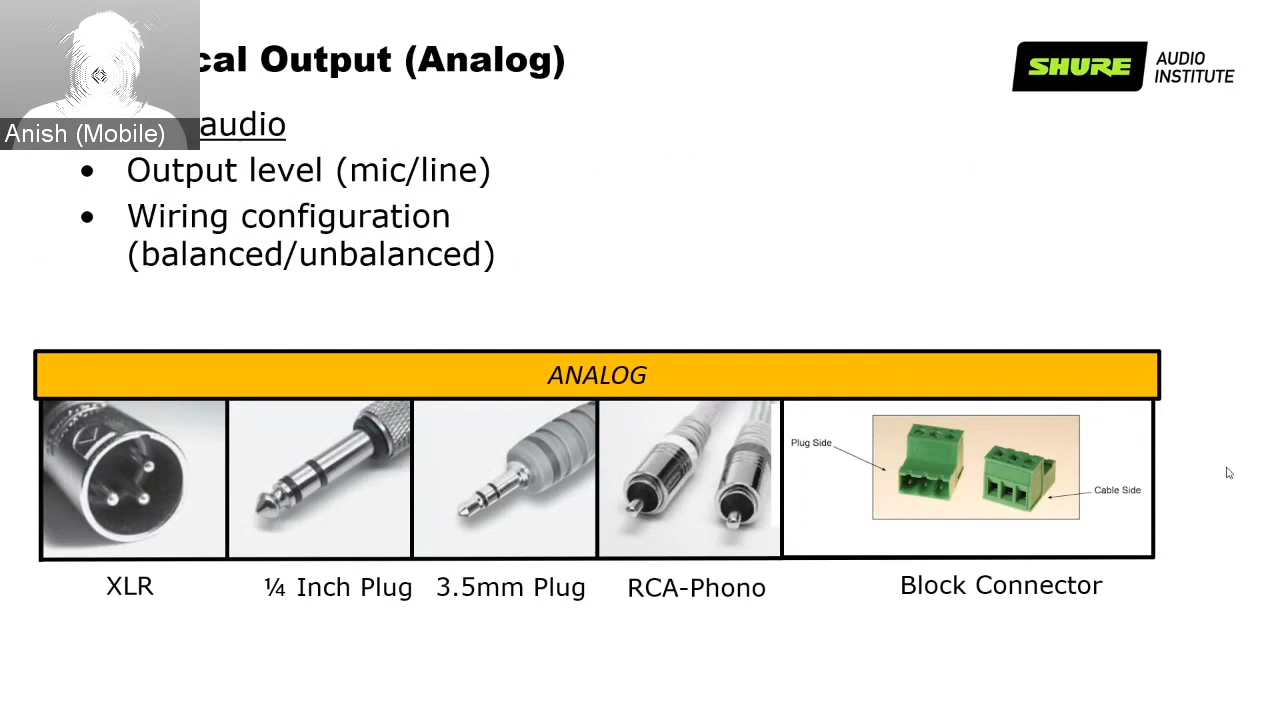 cal Output (Analog)
SHURE AUDIO INSTITUTE
Anish (Mobile)
audio
• Output level (mic/line)
• Wiring configuration
(balanced/unbalanced)
ANALOG
Plug Side
Cable Side
XLR
¼ Inch Plug
3.5mm Plug
RCA-Phono
Block Connector